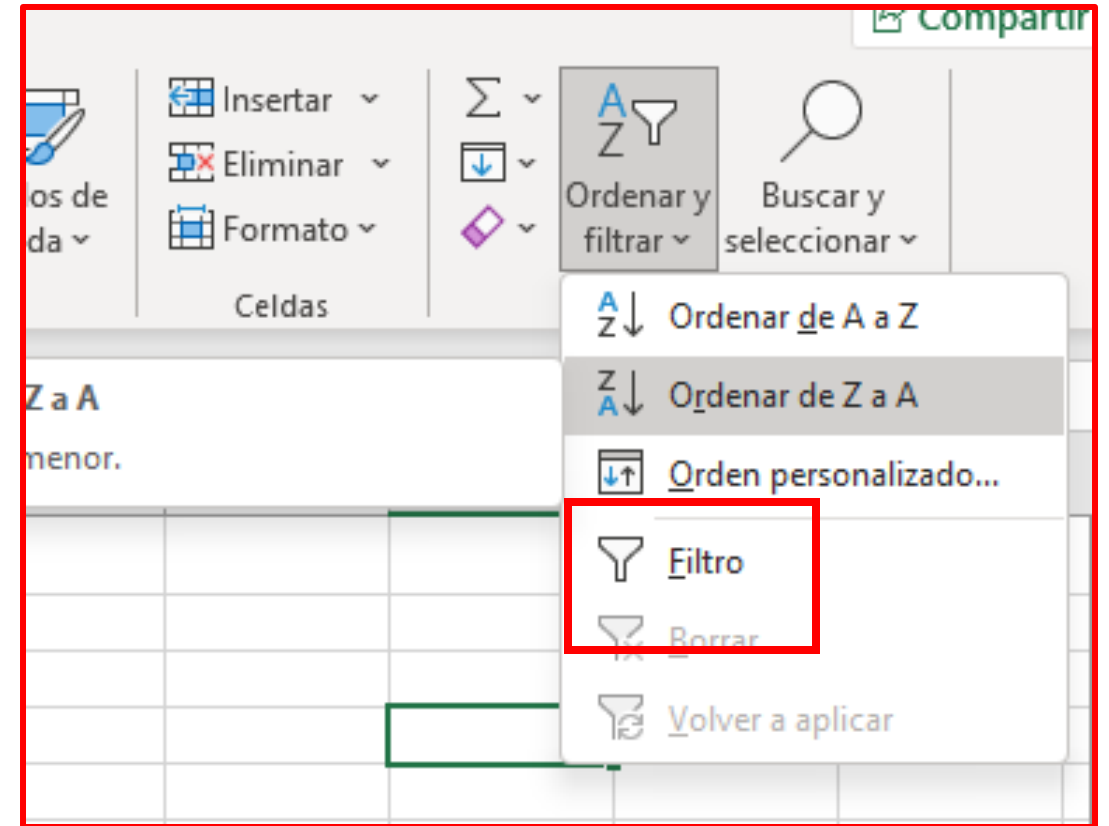 Compartir
Insertar
Eliminar
os de
da
Formato
Ordenar y
filtrar
Buscar y
seleccionar
Celdas
Ordenar de A a Z
Z a A
Ordenar de Z a A
menor.
Orden personalizado...
Filtro
Borrar
Volver a aplicar